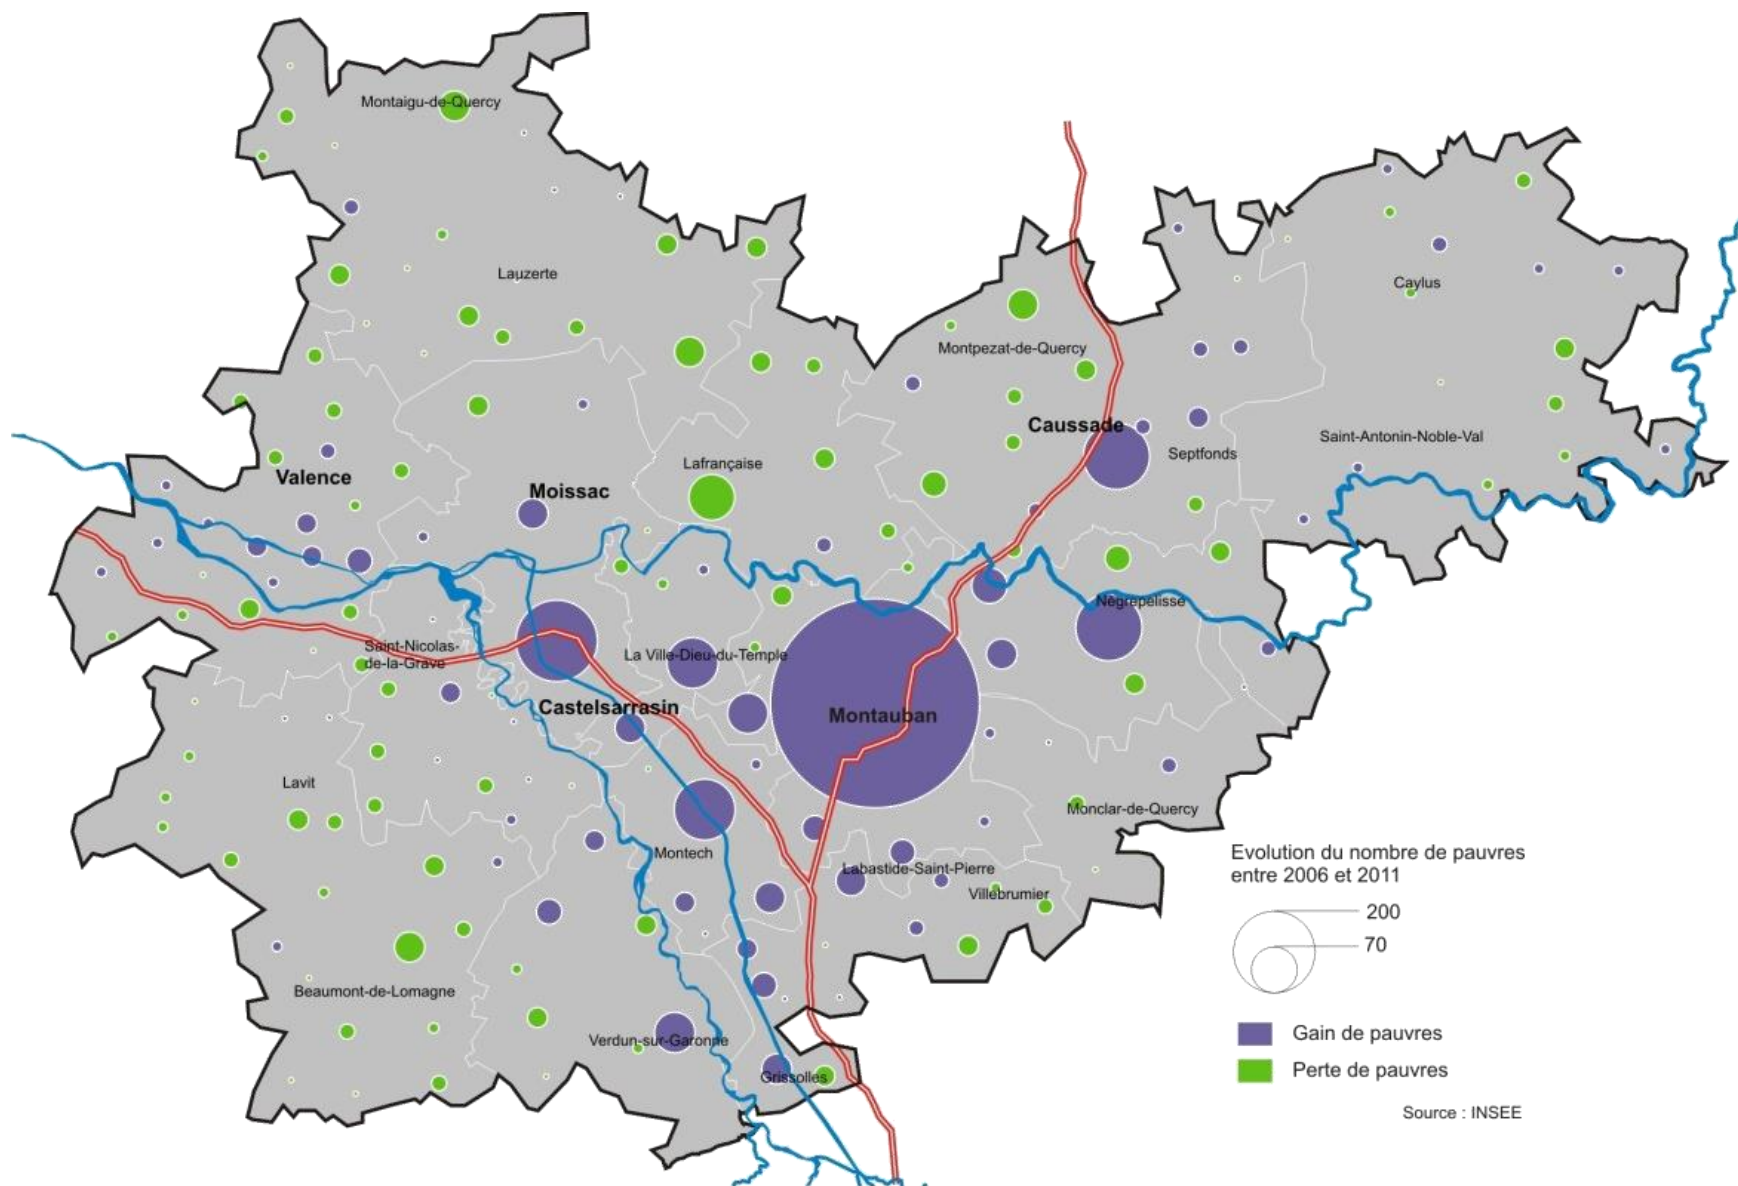 Montaigu-de-Quercy
Lauzerte
Caylus
Montpezat-de-Quercy
Caussade
Saint-Antonin-Noble-Val
Septfonds
Lafrançaise
Valence
Moissac
Nègrepelisse
Saint-Nicolas-
de-la-Grave
La Ville-Dieu-du-Temple
Castelsarrasin
Montauban
Lavit
Monclar-de-Quercy
Montech
Labastide-Saint-Pierre
Villebrumier
Beaumont-de-Lomagne
Verdun-sur-Garonne
Grissolles
Evolution du nombre de pauvres
entre 2006 et 2011
200
70
Gain de pauvres
Perte de pauvres
Source : INSEE